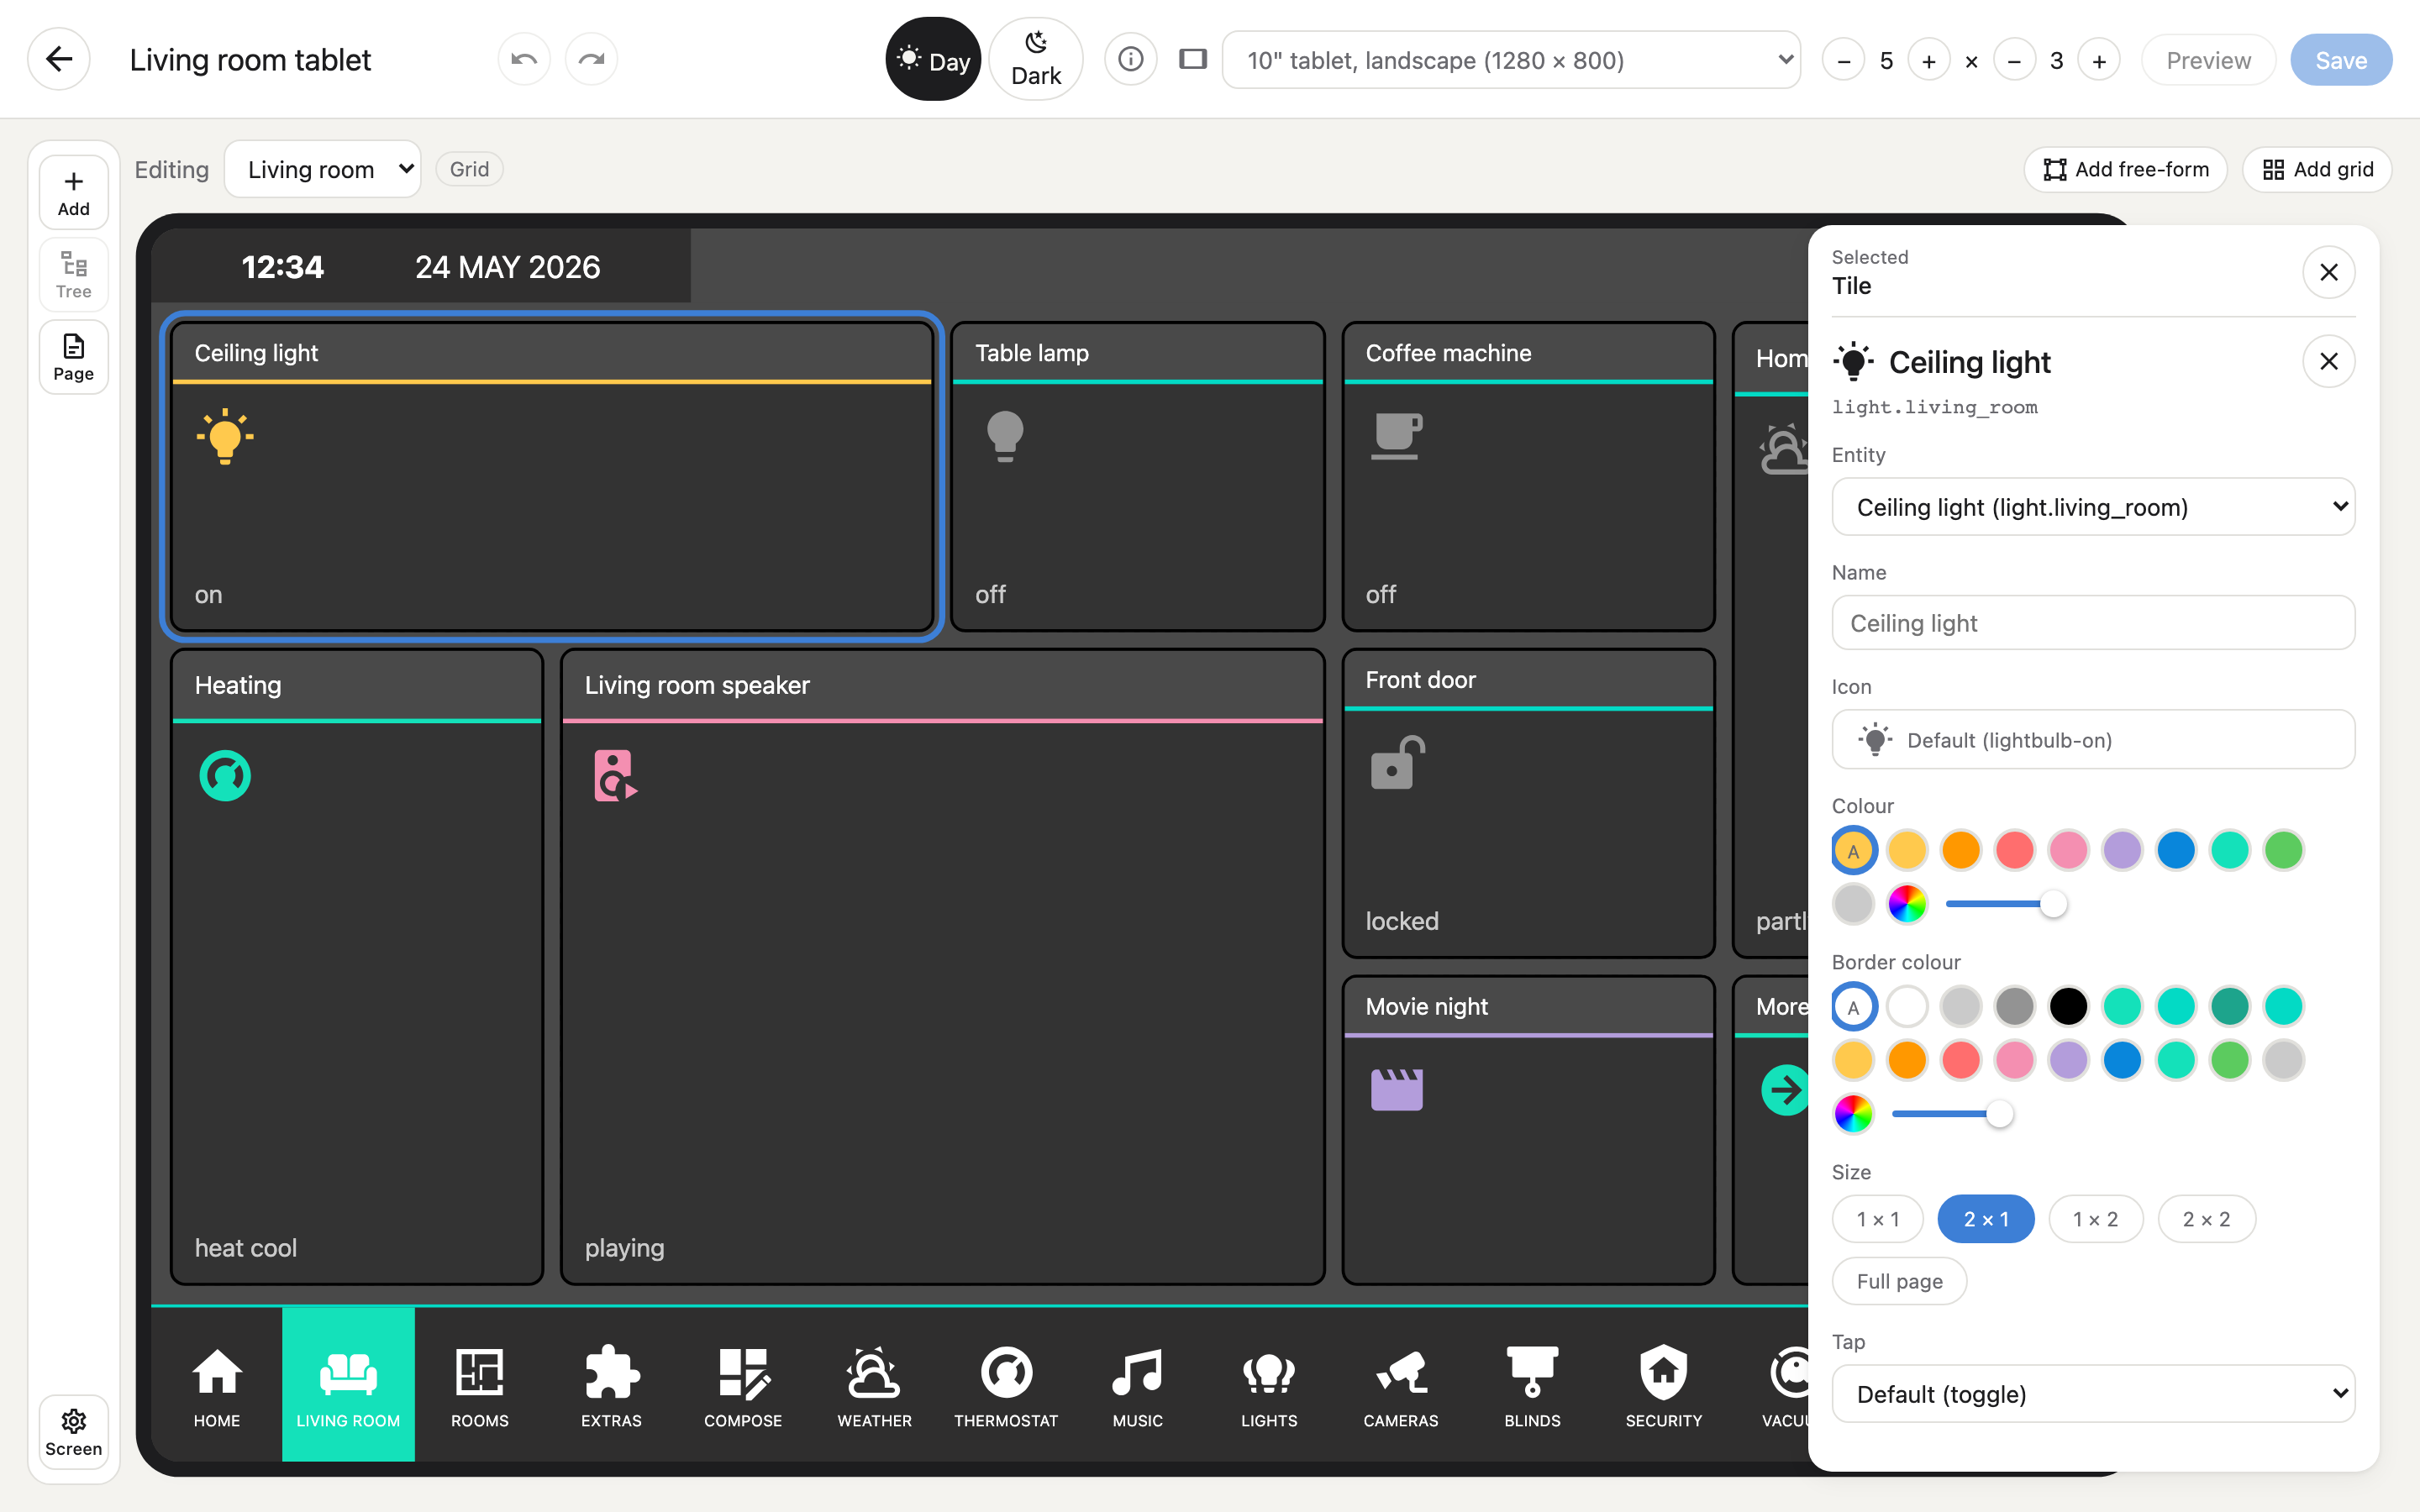 Living room tablet
Day
Dark
10" tablet, landscape (1280 × 800)
− 5 + × − 3 +
Preview
Save
Add
Tree
Page
Screen
Editing
Living room
Grid
Add free-form
Add grid
12:34
24 MAY 2026
Ceiling light
on
Table lamp
off
Coffee machine
off
Hom
partl
Heating
heat cool
Living room speaker
playing
Front door
locked
Movie night
More
HOME
LIVING ROOM
ROOMS
EXTRAS
COMPOSE
WEATHER
THERMOSTAT
MUSIC
LIGHTS
CAMERAS
BLINDS
SECURITY
VACUU
Selected
Tile
Ceiling light
light.living_room
Entity
Ceiling light (light.living_room)
Name
Ceiling light
Icon
Default (lightbulb-on)
Colour
A
Border colour
A
Size
1 × 1
2 × 1
1 × 2
2 × 2
Full page
Tap
Default (toggle)